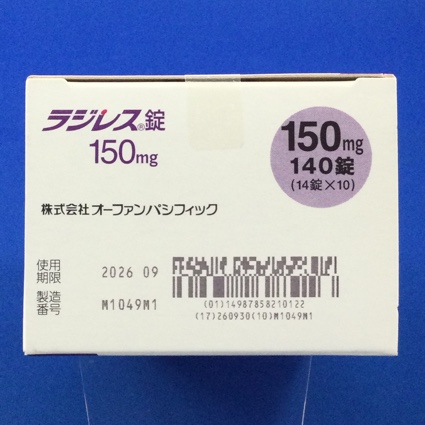 ラジレス®錠
150mg
150mg
140錠
(14錠×10)
株式会社 オーファンパシフィック
使用
期限
2026 09
製造
番号
M1049M1
(01)14987858210122
(17)260930(10)M1049M1